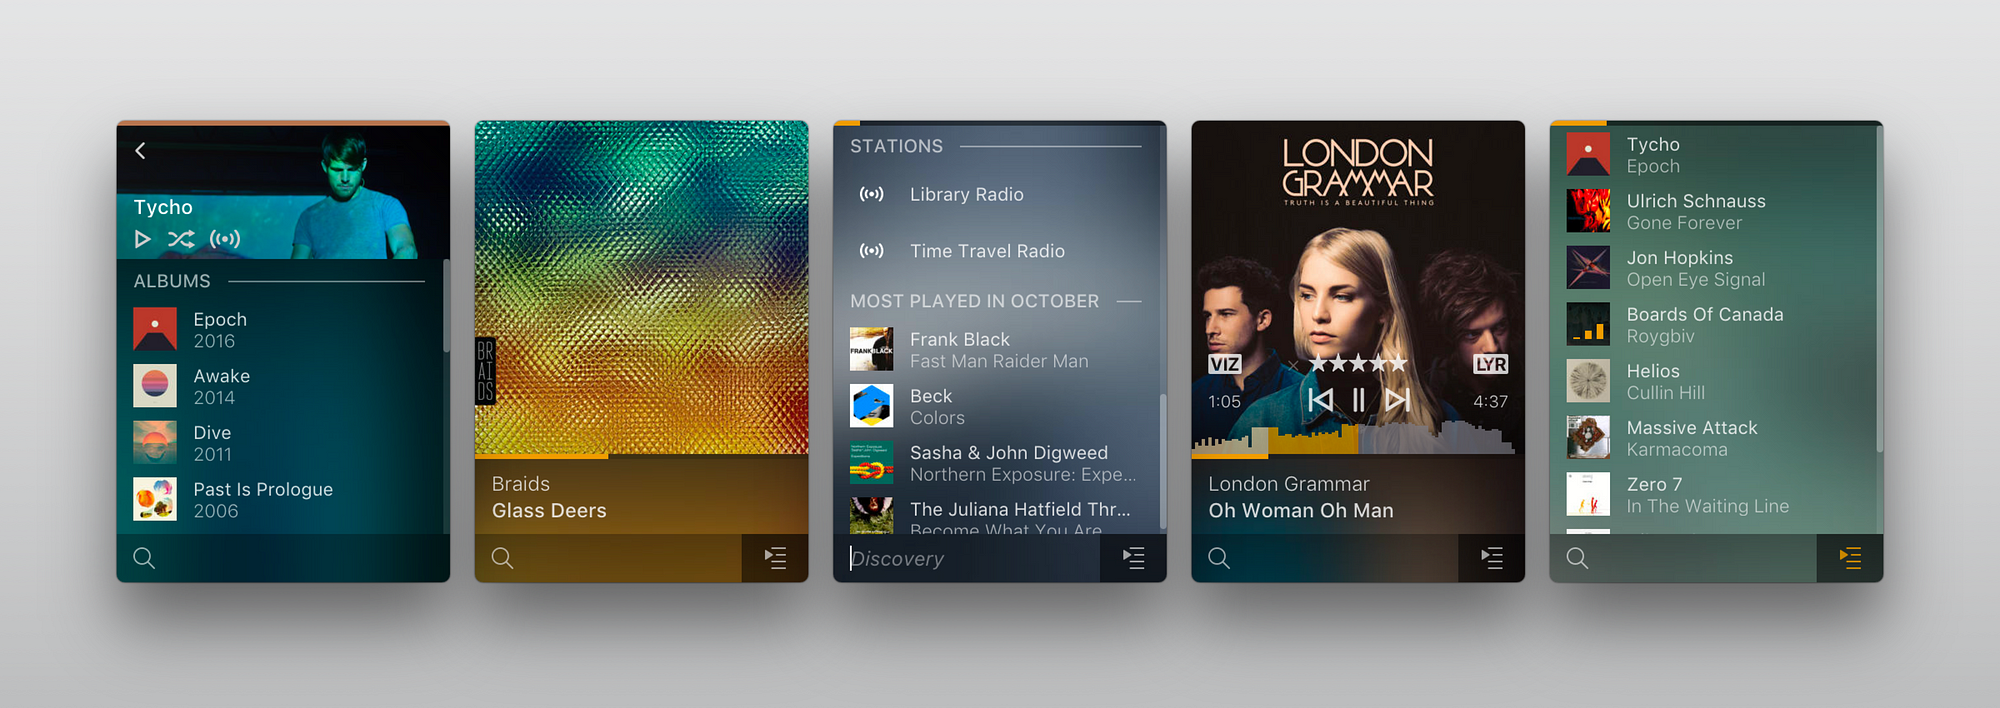 Tycho
ALBUMS
Epoch
2016
Awake
2014
Dive
2011
Past Is Prologue
2006
BR
AI
DS
Braids
Glass Deers
STATIONS
Library Radio
Time Travel Radio
MOST PLAYED IN OCTOBER
FRANK BLACK
Frank Black
Fast Man Raider Man
Beck
Colors
Sasha & John Digweed
Northern Exposure: Expe...
The Juliana Hatfield Thr...
Become What You Are
Discovery
LONDON
GRAMMAR
TRUTH IS A BEAUTIFUL THING
VIZ
LYR
1:05
4:37
London Grammar
Oh Woman Oh Man
Tycho
Epoch
Ulrich Schnauss
Gone Forever
Jon Hopkins
Open Eye Signal
Boards Of Canada
Roygbiv
Helios
Cullin Hill
Massive Attack
Karmacoma
Zero 7
In The Waiting Line